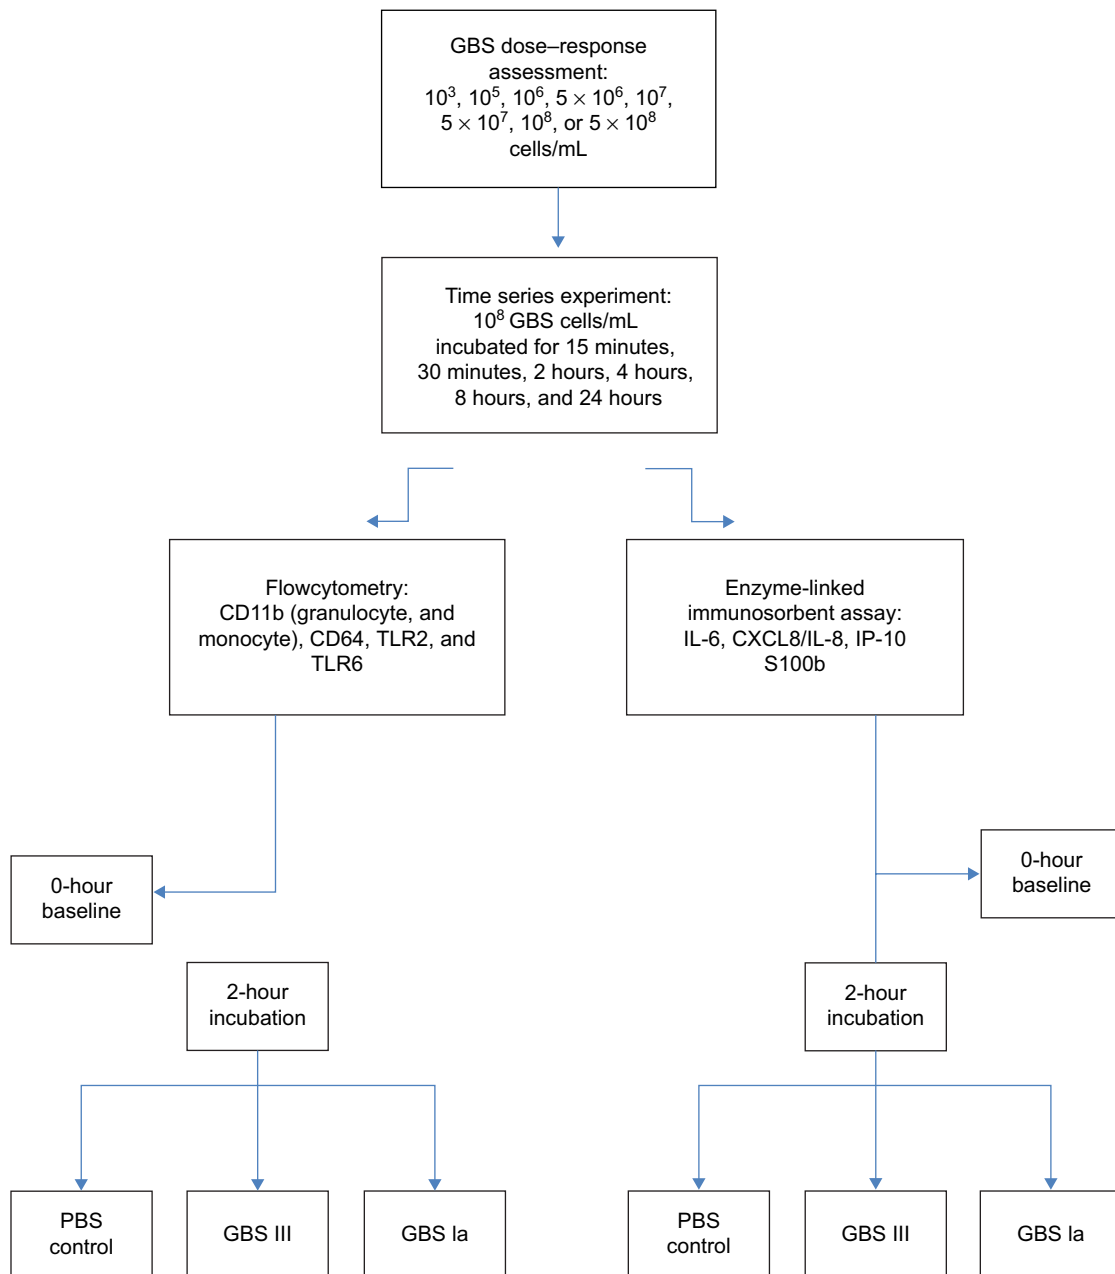 GBS dose–response
assessment:
10³, 10⁵, 10⁶, 5 × 10⁶, 10⁷,
5 × 10⁷, 10⁸, or 5 × 10⁸
cells/mL
Time series experiment:
10⁸ GBS cells/mL
incubated for 15 minutes,
30 minutes, 2 hours, 4 hours,
8 hours, and 24 hours
Flowcytometry:
CD11b (granulocyte, and
monocyte), CD64, TLR2, and
TLR6
Enzyme-linked
immunosorbent assay:
IL-6, CXCL8/IL-8, IP-10
S100b
0-hour
baseline
0-hour
baseline
2-hour
incubation
2-hour
incubation
PBS
control
GBS III
GBS Ia
PBS
control
GBS III
GBS Ia